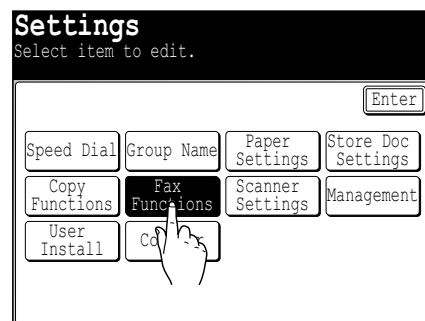 Settings
Select item to edit.
Enter
Speed Dial
Group Name
Paper
Settings
Store Doc
Settings
Copy
Functions
Fax
Functions
Scanner
Settings
Management
User
Install